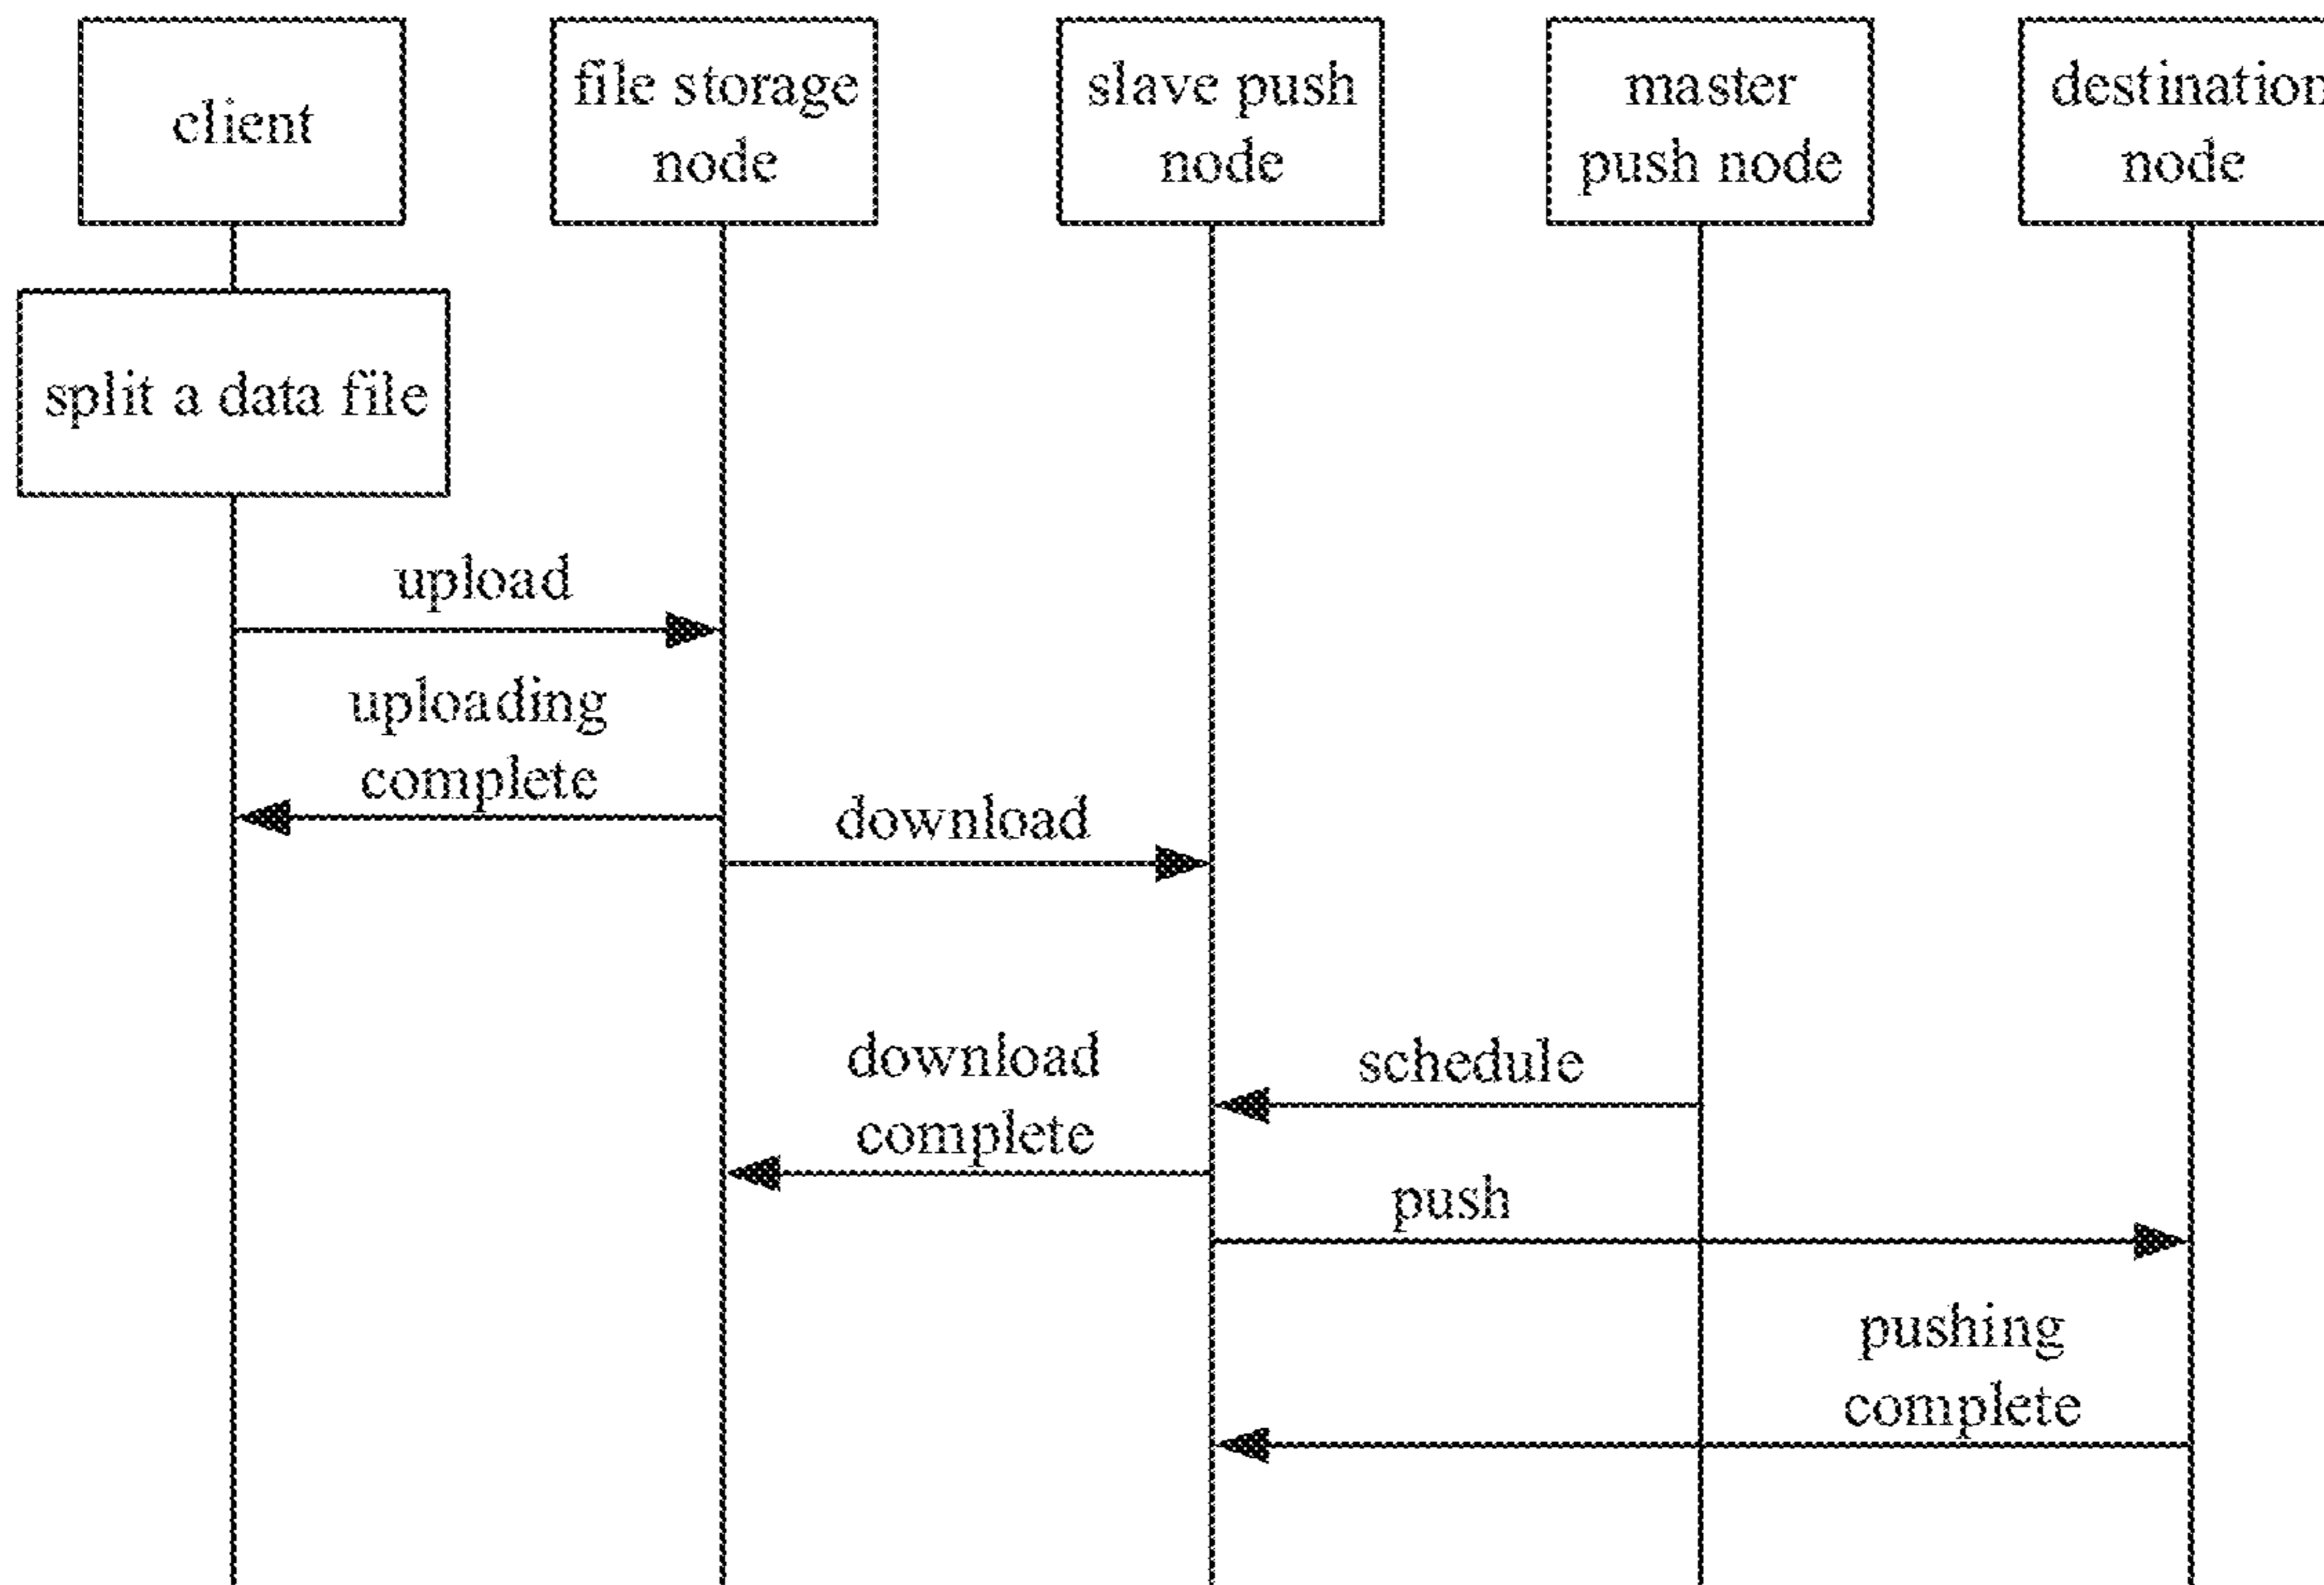 client
file storage
node
slave push
node
master
push node
destination
node
split a data file
upload
uploading
complete
download
download
complete
schedule
push
pushing
complete